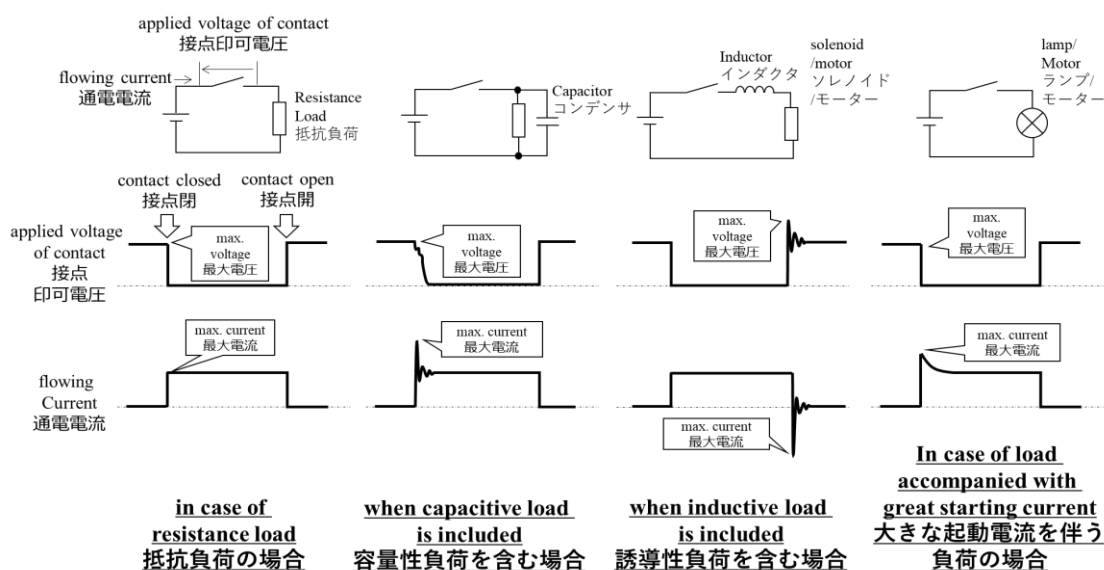 applied voltage of contact
接点印可電圧
flowing current
通電電流
Resistance
Load
抵抗負荷
Capacitor
コンデンサ
Inductor
インダクタ
solenoid
/motor
ソレノイド
/モーター
lamp/
Motor
ランプ/
モーター
contact closed
接点閉
contact open
接点開
applied voltage
of contact
接点
印可電圧
max.
voltage
最大電圧
max.
voltage
最大電圧
max.
voltage
最大電圧
max.
voltage
最大電圧
flowing
Current
通電電流
max. current
最大電流
max. current
最大電流
max. current
最大電流
max. current
最大電流
in case of
resistance load
抵抗負荷の場合
when capacitive load
is included
容量性負荷を含む場合
when inductive load
is included
誘導性負荷を含む場合
In case of load
accompanied with
great starting current
大きな起動電流を伴う
負荷の場合